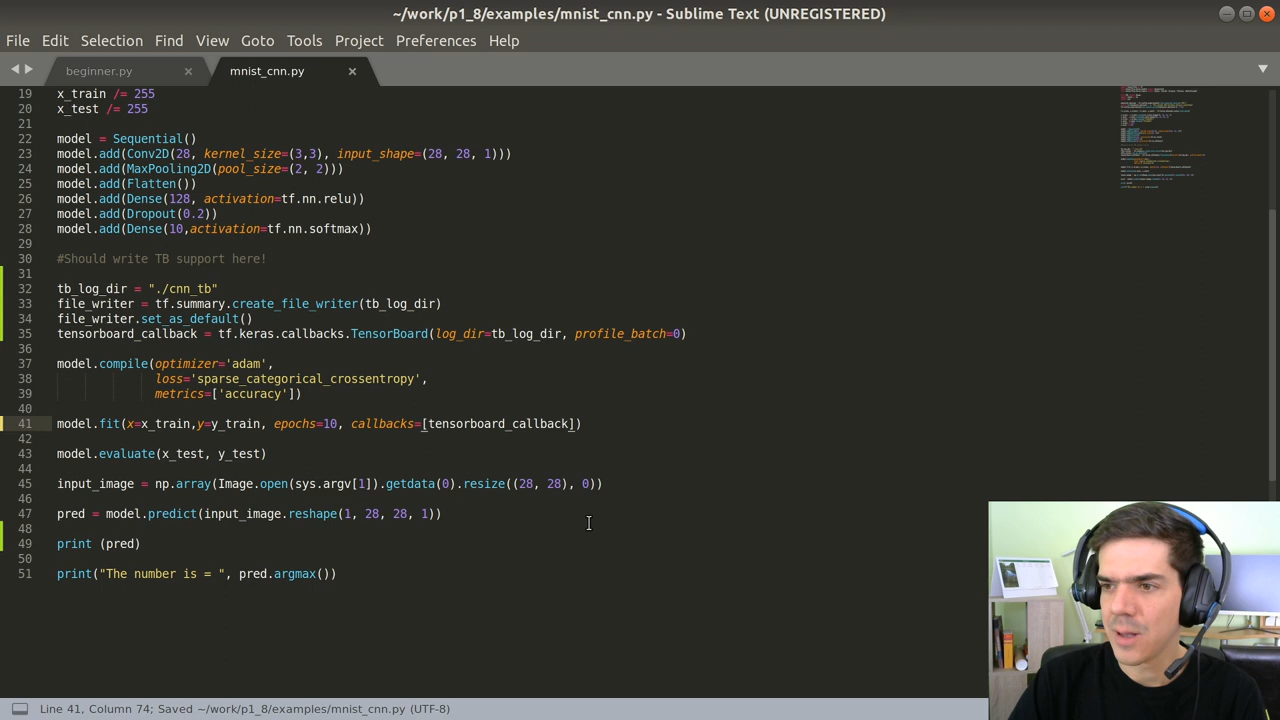 ~/work/p1_8/examples/mnist_cnn.py - Sublime Text (UNREGISTERED)
File Edit Selection Find View Goto Tools Project Preferences Help
beginner.py mnist_cnn.py
19 x_train /= 255
20 x_test /= 255
21
22 model = Sequential()
23 model.add(Conv2D(28, kernel_size=(3,3), input_shape=(28, 28, 1)))
24 model.add(MaxPooling2D(pool_size=(2, 2)))
25 model.add(Flatten())
26 model.add(Dense(128, activation=tf.nn.relu))
27 model.add(Dropout(0.2))
28 model.add(Dense(10,activation=tf.nn.softmax))
29
30 #Should write TB support here!
31
32 tb_log_dir = "./cnn_tb"
33 file_writer = tf.summary.create_file_writer(tb_log_dir)
34 file_writer.set_as_default()
35 tensorboard_callback = tf.keras.callbacks.TensorBoard(log_dir=tb_log_dir, profile_batch=0)
36
37 model.compile(optimizer='adam',
38 loss='sparse_categorical_crossentropy',
39 metrics=['accuracy'])
40
41 model.fit(x=x_train,y=y_train, epochs=10, callbacks=[tensorboard_callback])
42
43 model.evaluate(x_test, y_test)
44
45 input_image = np.array(Image.open(sys.argv[1]).getdata(0).resize((28, 28), 0))
46
47 pred = model.predict(input_image.reshape(1, 28, 28, 1))
48
49 print (pred)
50
51 print("The number is = ", pred.argmax())
Line 41, Column 74; Saved ~/work/p1_8/examples/mnist_cnn.py (UTF-8)